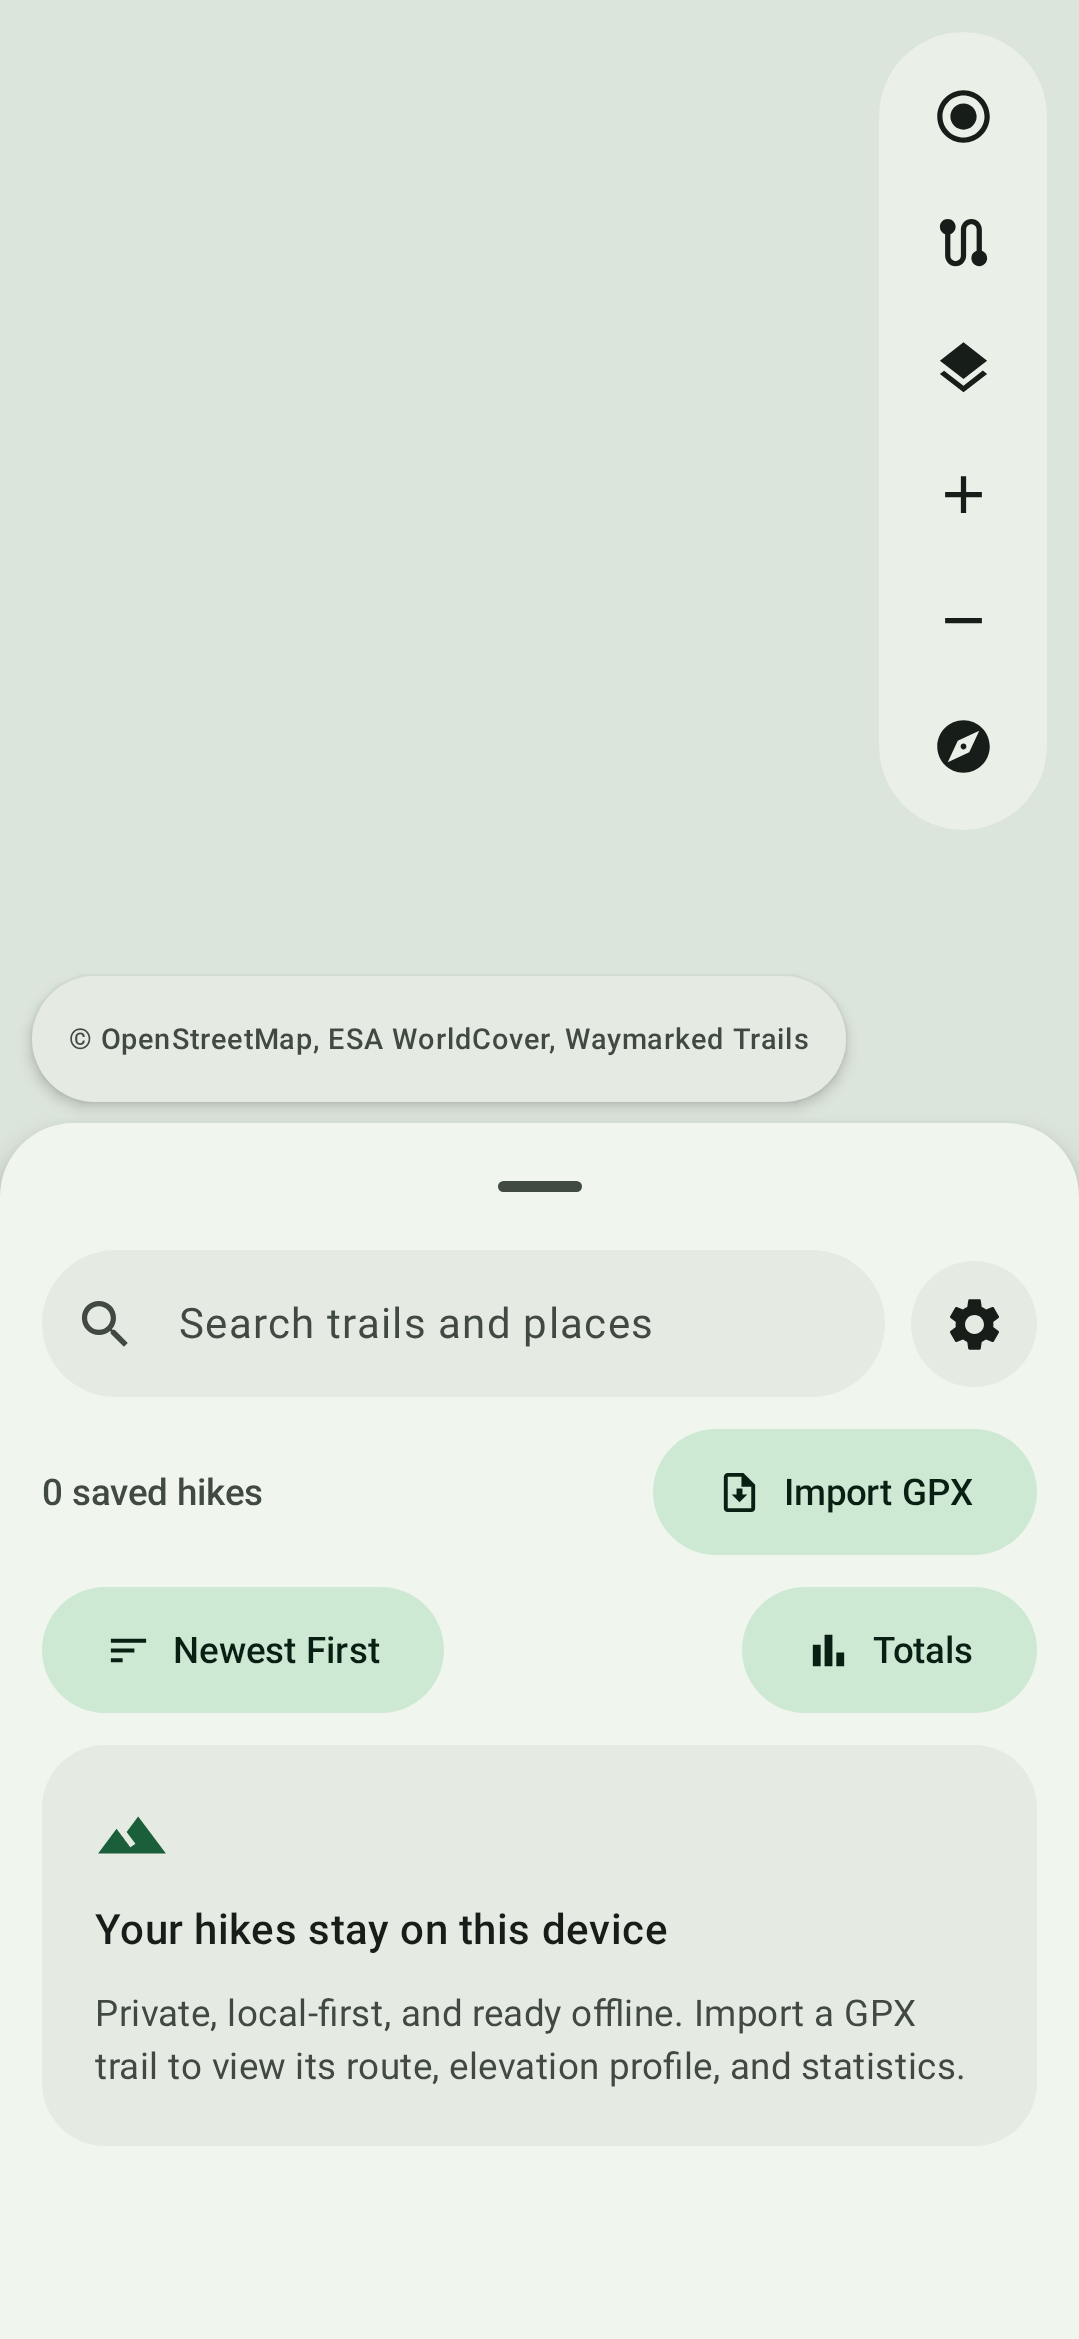 © OpenStreetMap, ESA WorldCover, Waymarked Trails
Search trails and places
0 saved hikes
Import GPX
Newest First
Totals
Your hikes stay on this device
Private, local-first, and ready offline. Import a GPX
trail to view its route, elevation profile, and statistics.